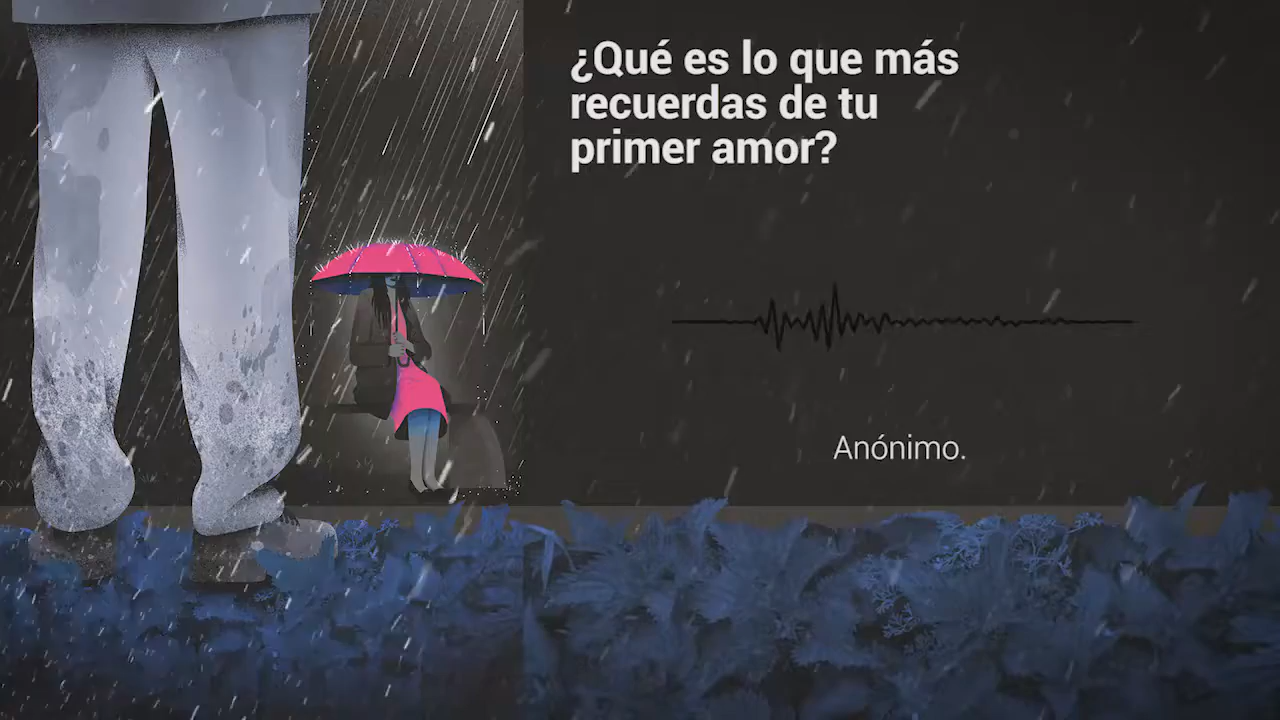 ¿Qué es lo que más
recuerdas de tu
primer amor?
Anónimo.